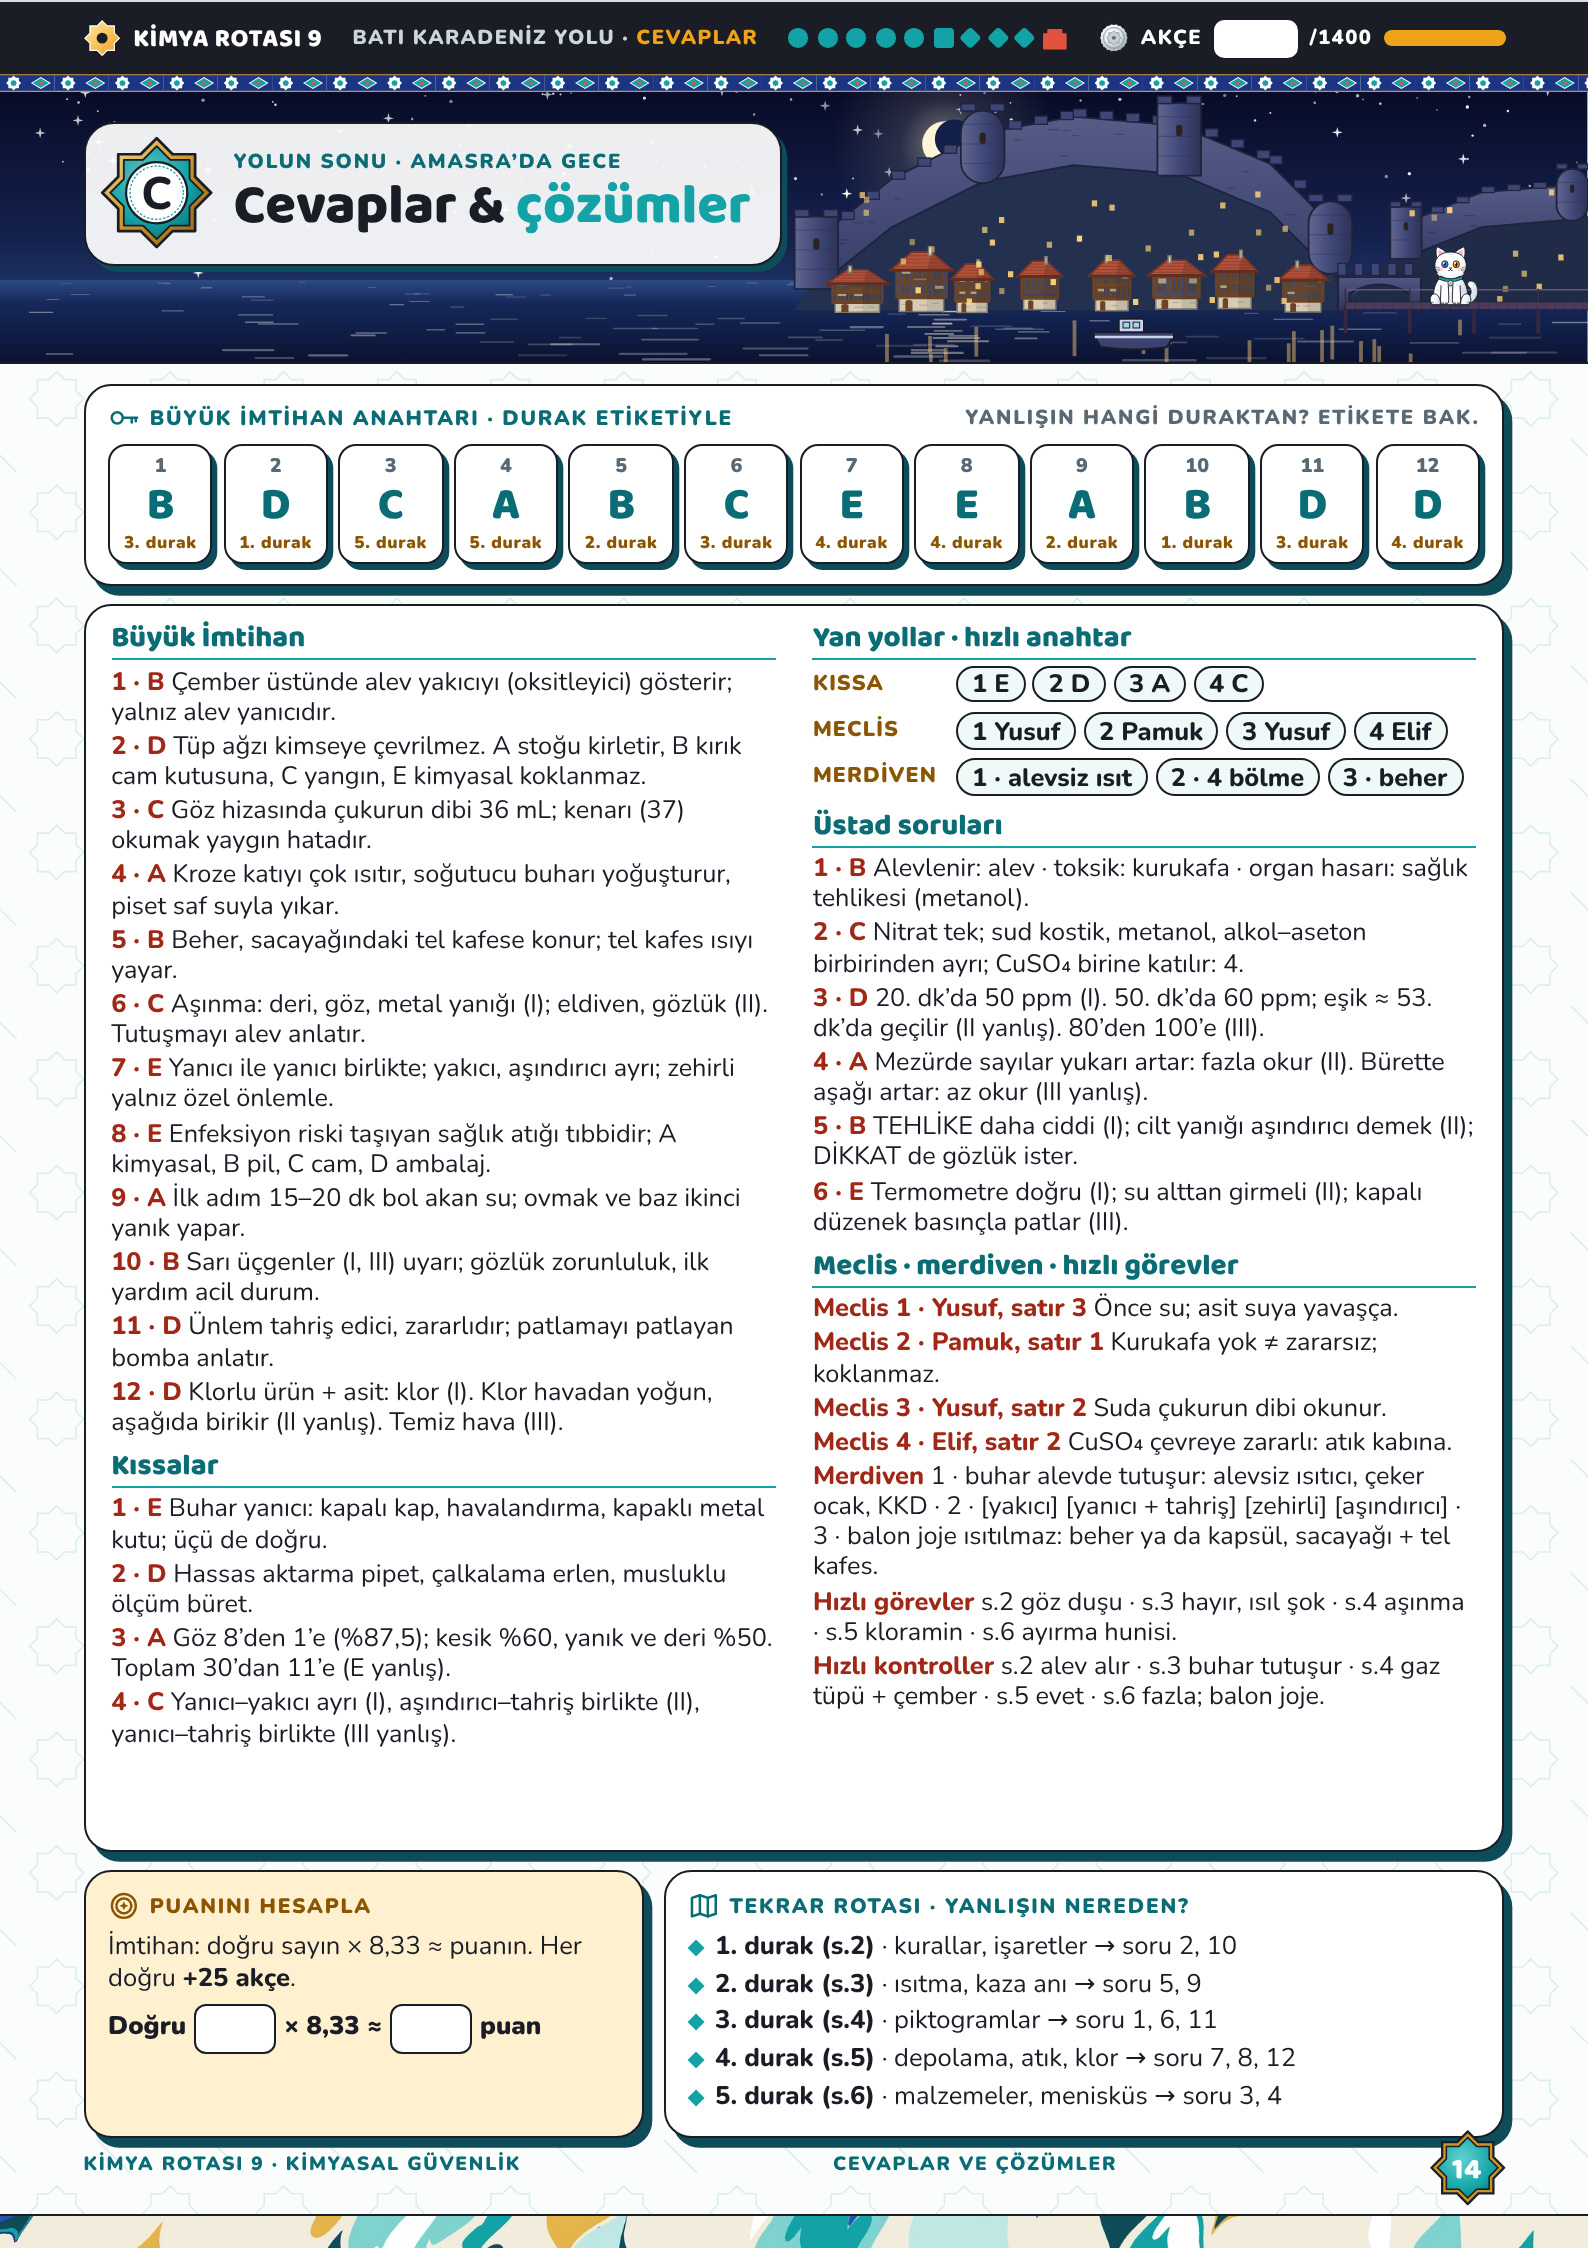 KİMYA ROTASI 9 BATI KARADENİZ YOLU · CEVAPLAR AKÇE /1400
YOLUN SONU · AMASRA’DA GECE
C
Cevaplar & çözümler
BÜYÜK İMTİHAN ANAHTARI · DURAK ETİKETİYLE
YANLIŞIN HANGİ DURAKTAN? ETİKETE BAK.
1 2 3 4 5 6 7 8 9 10 11 12
B D C A B C E E A B D D
3. durak 1. durak 5. durak 5. durak 2. durak 3. durak 4. durak 4. durak 2. durak 1. durak 3. durak 4. durak
Büyük İmtihan
1 · B Çember üstünde alev yakıcıyı (oksitleyici) gösterir;
yalnız alev yanıcıdır.
2 · D Tüp ağzı kimseye çevrilmez. A stoğu kirletir, B kırık
cam kutusuna, C yangın, E kimyasal koklanmaz.
3 · C Göz hizasında çukurun dibi 36 mL; kenarı (37)
okumak yaygın hatadır.
4 · A Kroze katıyı çok ısıtır, soğutucu buharı yoğuşturur,
piset saf suyla yıkar.
5 · B Beher, sacayağındaki tel kafese konur; tel kafes ısıyı
yayar.
6 · C Aşınma: deri, göz, metal yanığı (I); eldiven, gözlük (II).
Tutuşmayı alev anlatır.
7 · E Yanıcı ile yanıcı birlikte; yakıcı, aşındırıcı ayrı; zehirli
yalnız özel önlemle.
8 · E Enfeksiyon riski taşıyan sağlık atığı tıbbidir; A
kimyasal, B pil, C cam, D ambalaj.
9 · A İlk adım 15–20 dk bol akan su; ovmak ve baz ikinci
yanık yapar.
10 · B Sarı üçgenler (I, III) uyarı; gözlük zorunluluk, ilk
yardım acil durum.
11 · D Ünlem tahriş edici, zararlıdır; patlamayı patlayan
bomba anlatır.
12 · D Klorlu ürün + asit: klor (I). Klor havadan yoğun,
aşağıda birikir (II yanlış). Temiz hava (III).
Kıssalar
1 · E Buhar yanıcı: kapalı kap, havalandırma, kapaklı metal
kutu; üçü de doğru.
2 · D Hassas aktarma pipet, çalkalama erlen, musluklu
ölçüm büret.
3 · A Göz 8’den 1’e (%87,5); kesik %60, yanık ve deri %50.
Toplam 30’dan 11’e (E yanlış).
4 · C Yanıcı–yakıcı ayrı (I), aşındırıcı–tahriş birlikte (II),
yanıcı–tahriş birlikte (III yanlış).
Yan yollar · hızlı anahtar
KISSA 1 E 2 D 3 A 4 C
MECLİS 1 Yusuf 2 Pamuk 3 Yusuf 4 Elif
MERDİVEN 1 · alevsiz ısıt 2 · 4 bölme 3 · beher
Üstad soruları
1 · B Alevlenir: alev · toksik: kurukafa · organ hasarı: sağlık
tehlikesi (metanol).
2 · C Nitrat tek; sud kostik, metanol, alkol–aseton
birbirinden ayrı; CuSO₄ birine katılır: 4.
3 · D 20. dk’da 50 ppm (I). 50. dk’da 60 ppm; eşik ≈ 53.
dk’da geçilir (II yanlış). 80’den 100’e (III).
4 · A Mezürde sayılar yukarı artar: fazla okur (II). Bürette
aşağı artar: az okur (III yanlış).
5 · B TEHLİKE daha ciddi (I); cilt yanığı aşındırıcı demek (II);
DİKKAT de gözlük ister.
6 · E Termometre doğru (I); su alttan girmeli (II); kapalı
düzenek basınçla patlar (III).
Meclis · merdiven · hızlı görevler
Meclis 1 · Yusuf, satır 3 Önce su; asit suya yavaşça.
Meclis 2 · Pamuk, satır 1 Kurukafa yok ≠ zararsız;
koklanmaz.
Meclis 3 · Yusuf, satır 2 Suda çukurun dibi okunur.
Meclis 4 · Elif, satır 2 CuSO₄ çevreye zararlı: atık kabına.
Merdiven 1 · buhar alevde tutuşur: alevsiz ısıtıcı, çeker
ocak, KKD · 2 · [yakıcı] [yanıcı + tahriş] [zehirli] [aşındırıcı] ·
3 · balon joje ısıtılmaz: beher ya da kapsül, sacayağı + tel
kafes.
Hızlı görevler s.2 göz duşu · s.3 hayır, ısıl şok · s.4 aşınma
· s.5 kloramin · s.6 ayırma hunisi.
Hızlı kontroller s.2 alev alır · s.3 buhar tutuşur · s.4 gaz
tüpü + çember · s.5 evet · s.6 fazla; balon joje.
PUANINI HESAPLA
İmtihan: doğru sayın × 8,33 ≈ puanın. Her
doğru +25 akçe.
Doğru × 8,33 ≈ puan
TEKRAR ROTASI · YANLIŞIN NEREDEN?
1. durak (s.2) · kurallar, işaretler → soru 2, 10
2. durak (s.3) · ısıtma, kaza anı → soru 5, 9
3. durak (s.4) · piktogramlar → soru 1, 6, 11
4. durak (s.5) · depolama, atık, klor → soru 7, 8, 12
5. durak (s.6) · malzemeler, menisküs → soru 3, 4
KİMYA ROTASI 9 · KİMYASAL GÜVENLİK
CEVAPLAR VE ÇÖZÜMLER
14